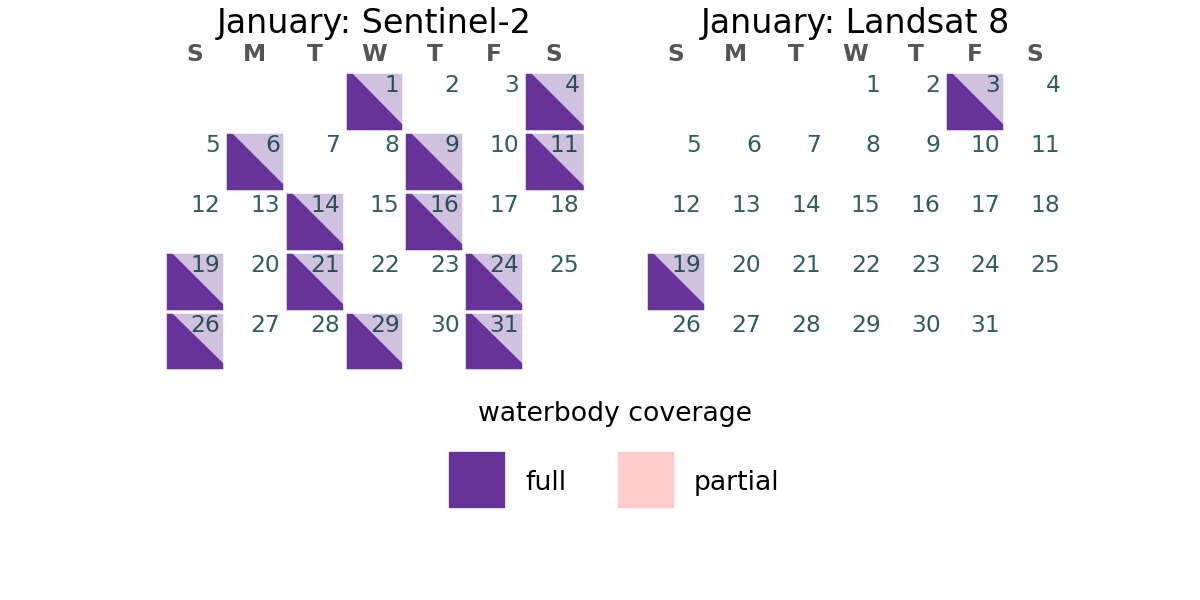 January: Sentinel-2
S M T W T F S
1 2 3 4
5 6 7 8 9 10 11
12 13 14 15 16 17 18
19 20 21 22 23 24 25
26 27 28 29 30 31
January: Landsat 8
S M T W T F S
1 2 3 4
5 6 7 8 9 10 11
12 13 14 15 16 17 18
19 20 21 22 23 24 25
26 27 28 29 30 31
waterbody coverage
full partial